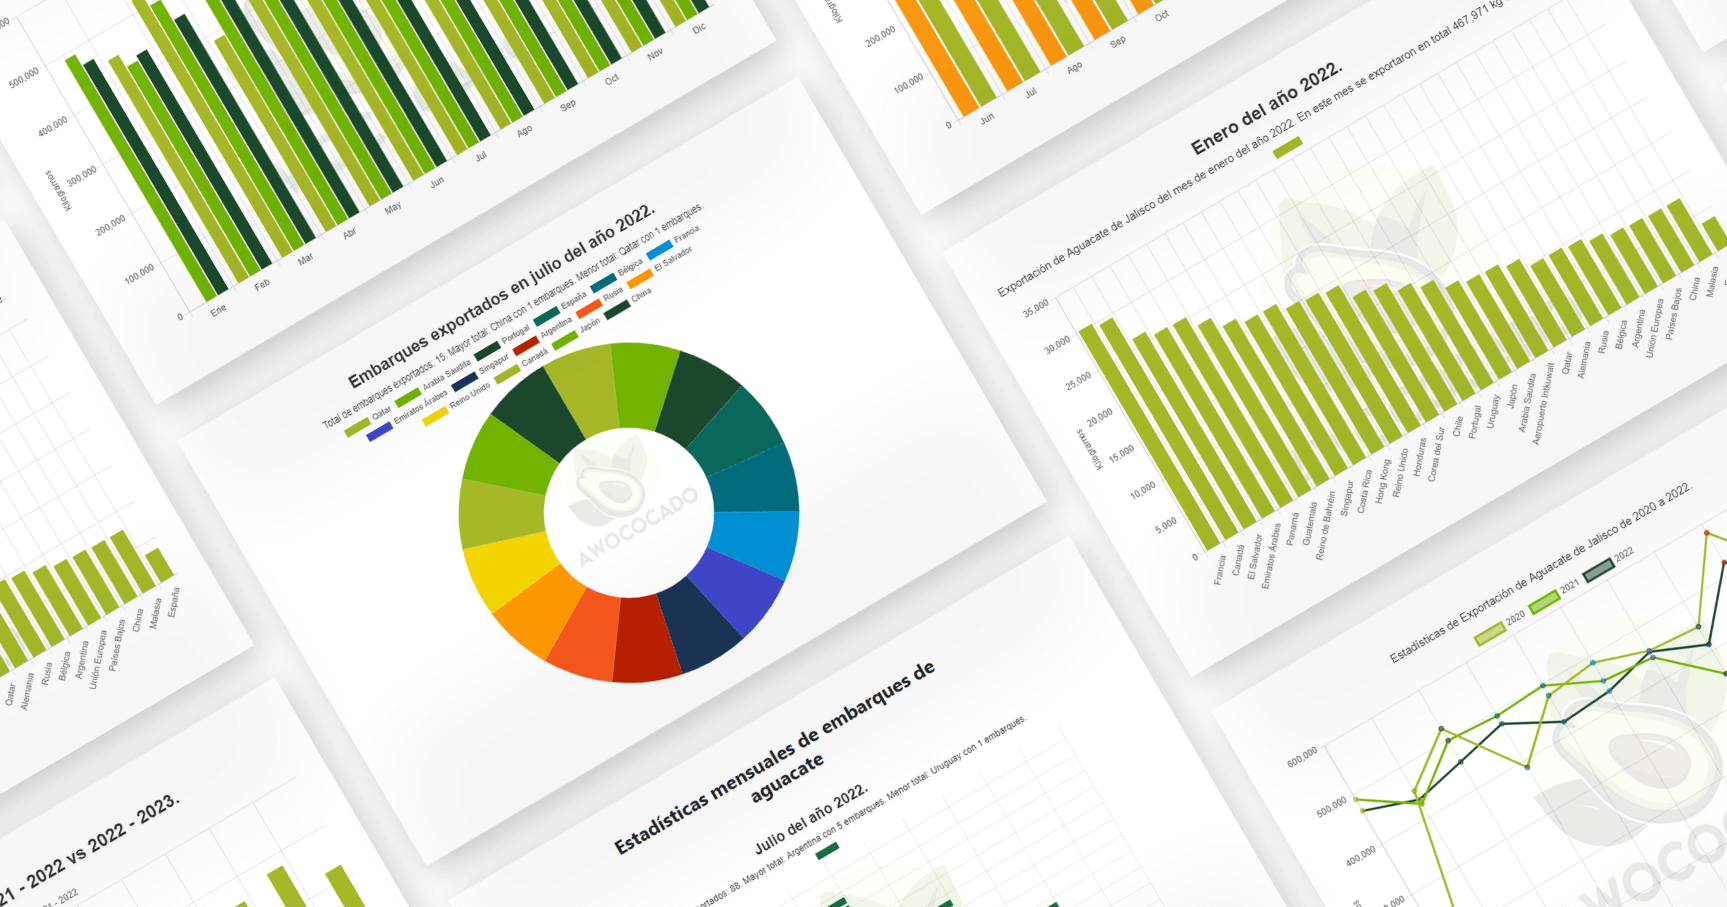 500,000
400,000
300,000
200,000
100,000
0
Kilogramos
Ene
Feb
Mar
Abr
May
Jun
Jul
Ago
Sep
Oct
Nov
Dic
200,000
100,000
0
Jun
Jul
Ago
Sep
Oct
Embarques exportados en julio del año 2022.
Total de embarques exportados: 15. Mayor total: China con 1 embarques. Menor total: Qatar con 1 embarques.
Qatar
Arabia Saudita
Portugal
España
Bélgica
Francia
Emiratos Árabes
Singapur
Argentina
Rusia
El Salvador
Reino Unido
Canadá
Japón
China
AWOCOCADO
Enero del año 2022.
Exportación de Aguacate de Jalisco del mes de enero del año 2022. En este mes se exportaron en total 467,971 kg
35,000
30,000
25,000
20,000
15,000
10,000
5,000
0
Kilogramos
Francia
Canadá
El Salvador
Emiratos Árabes
Panamá
Guatemala
Reino de Bahréin
Singapur
Costa Rica
Hong Kong
Reino Unido
Honduras
Corea del Sur
Chile
Portugal
Uruguay
Japón
Arabia Saudita
Aeropuerto Intkuwait
Qatar
Alemania
Rusia
Bélgica
Argentina
Unión Europea
Países Bajos
China
Malasia
Qatar
Alemania
Rusia
Bélgica
Argentina
Unión Europea
Países Bajos
China
Malasia
España
21 - 2022 vs 2022 - 2023.
21 - 2022
Estadísticas mensuales de embarques de
aguacate
Julio del año 2022.
ortados: 88. Mayor total: Argentina con 5 embarques. Menor total: Uruguay con 1 embarques.
Estadísticas de Exportación de Aguacate de Jalisco de 2020 a 2022.
2020
2021
2022
600,000
500,000
400,000
WOCOC